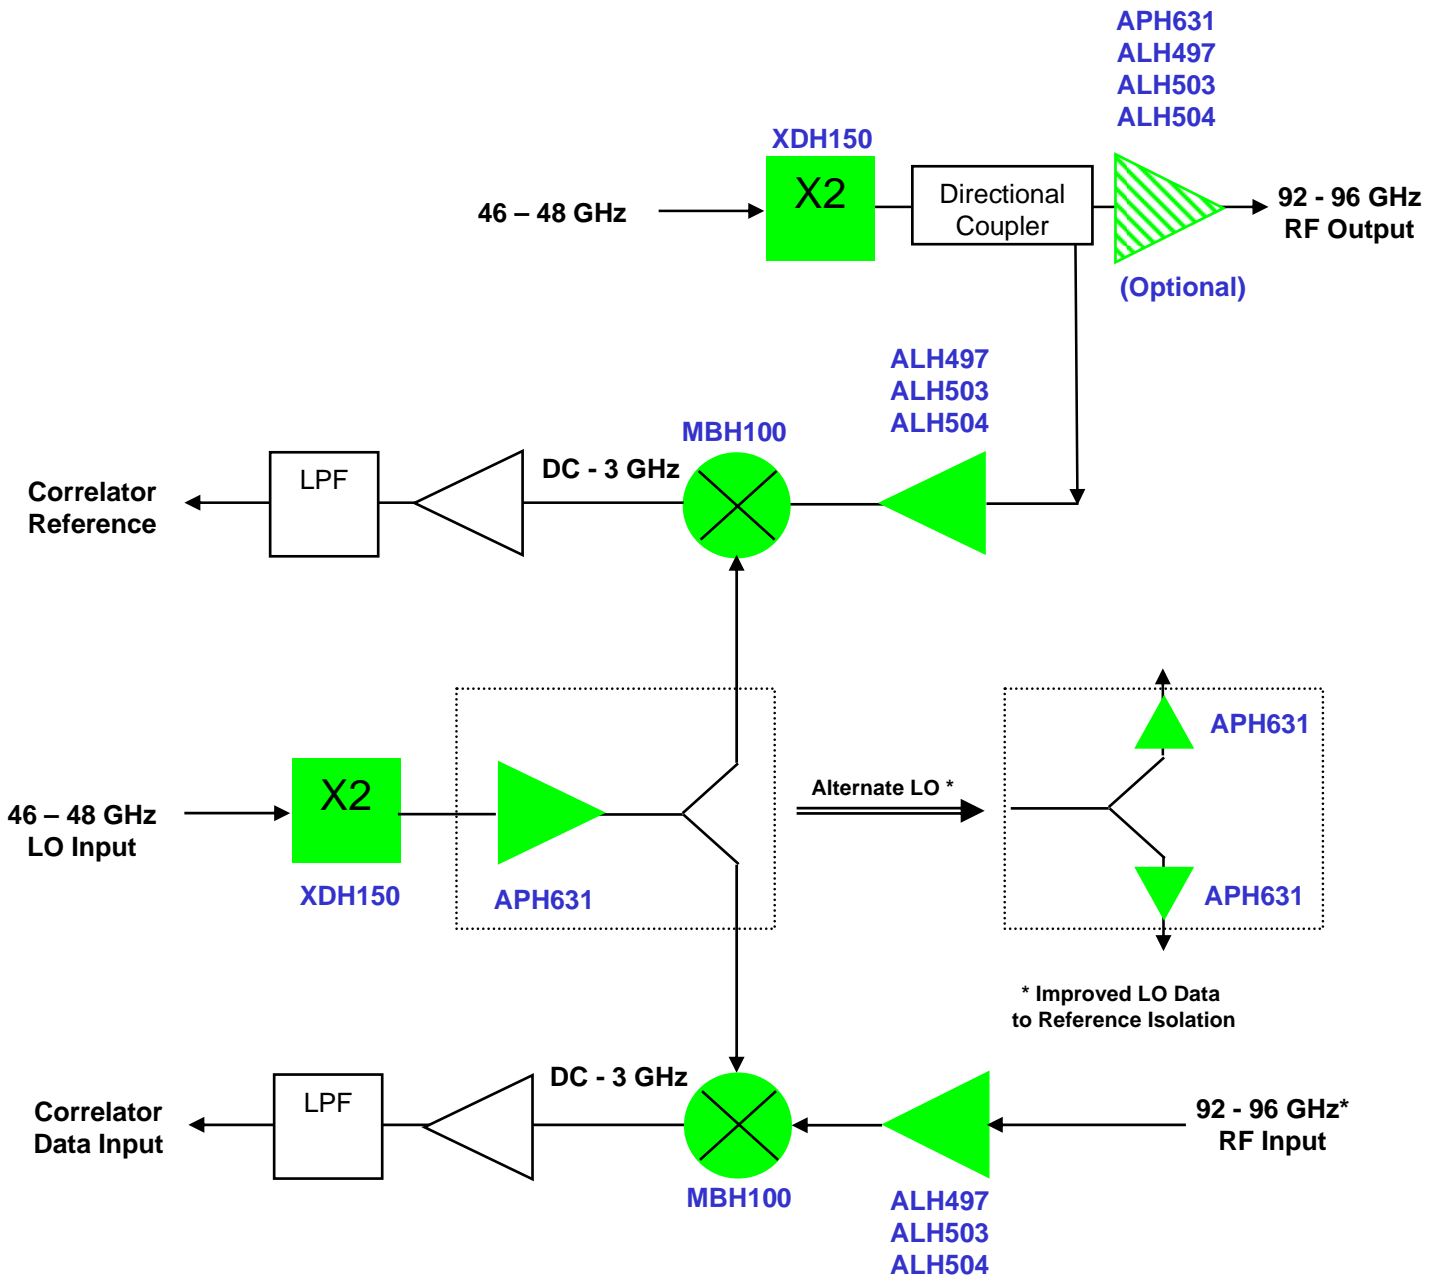 APH631
ALH497
ALH503
ALH504
XDH150
X2
Directional
Coupler
46 – 48 GHz
92 - 96 GHz
RF Output
(Optional)
ALH497
ALH503
ALH504
MBH100
DC - 3 GHz
LPF
Correlator
Reference
APH631
X2
Alternate LO *
46 – 48 GHz
LO Input
XDH150
APH631
APH631
* Improved LO Data
to Reference Isolation
DC - 3 GHz
LPF
Correlator
Data Input
92 - 96 GHz*
RF Input
MBH100
ALH497
ALH503
ALH504